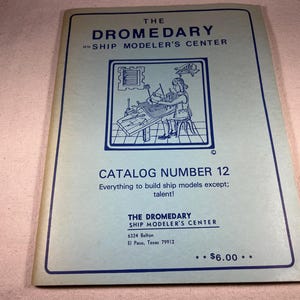 THE
DROMEDARY
SHIP MODELER'S CENTER
©
CATALOG NUMBER 12
Everything to build ship models except;
talent!
THE DROMEDARY
SHIP MODELER'S CENTER
6324 Belton
El Paso, Texas 79912
• • $6.00 • •